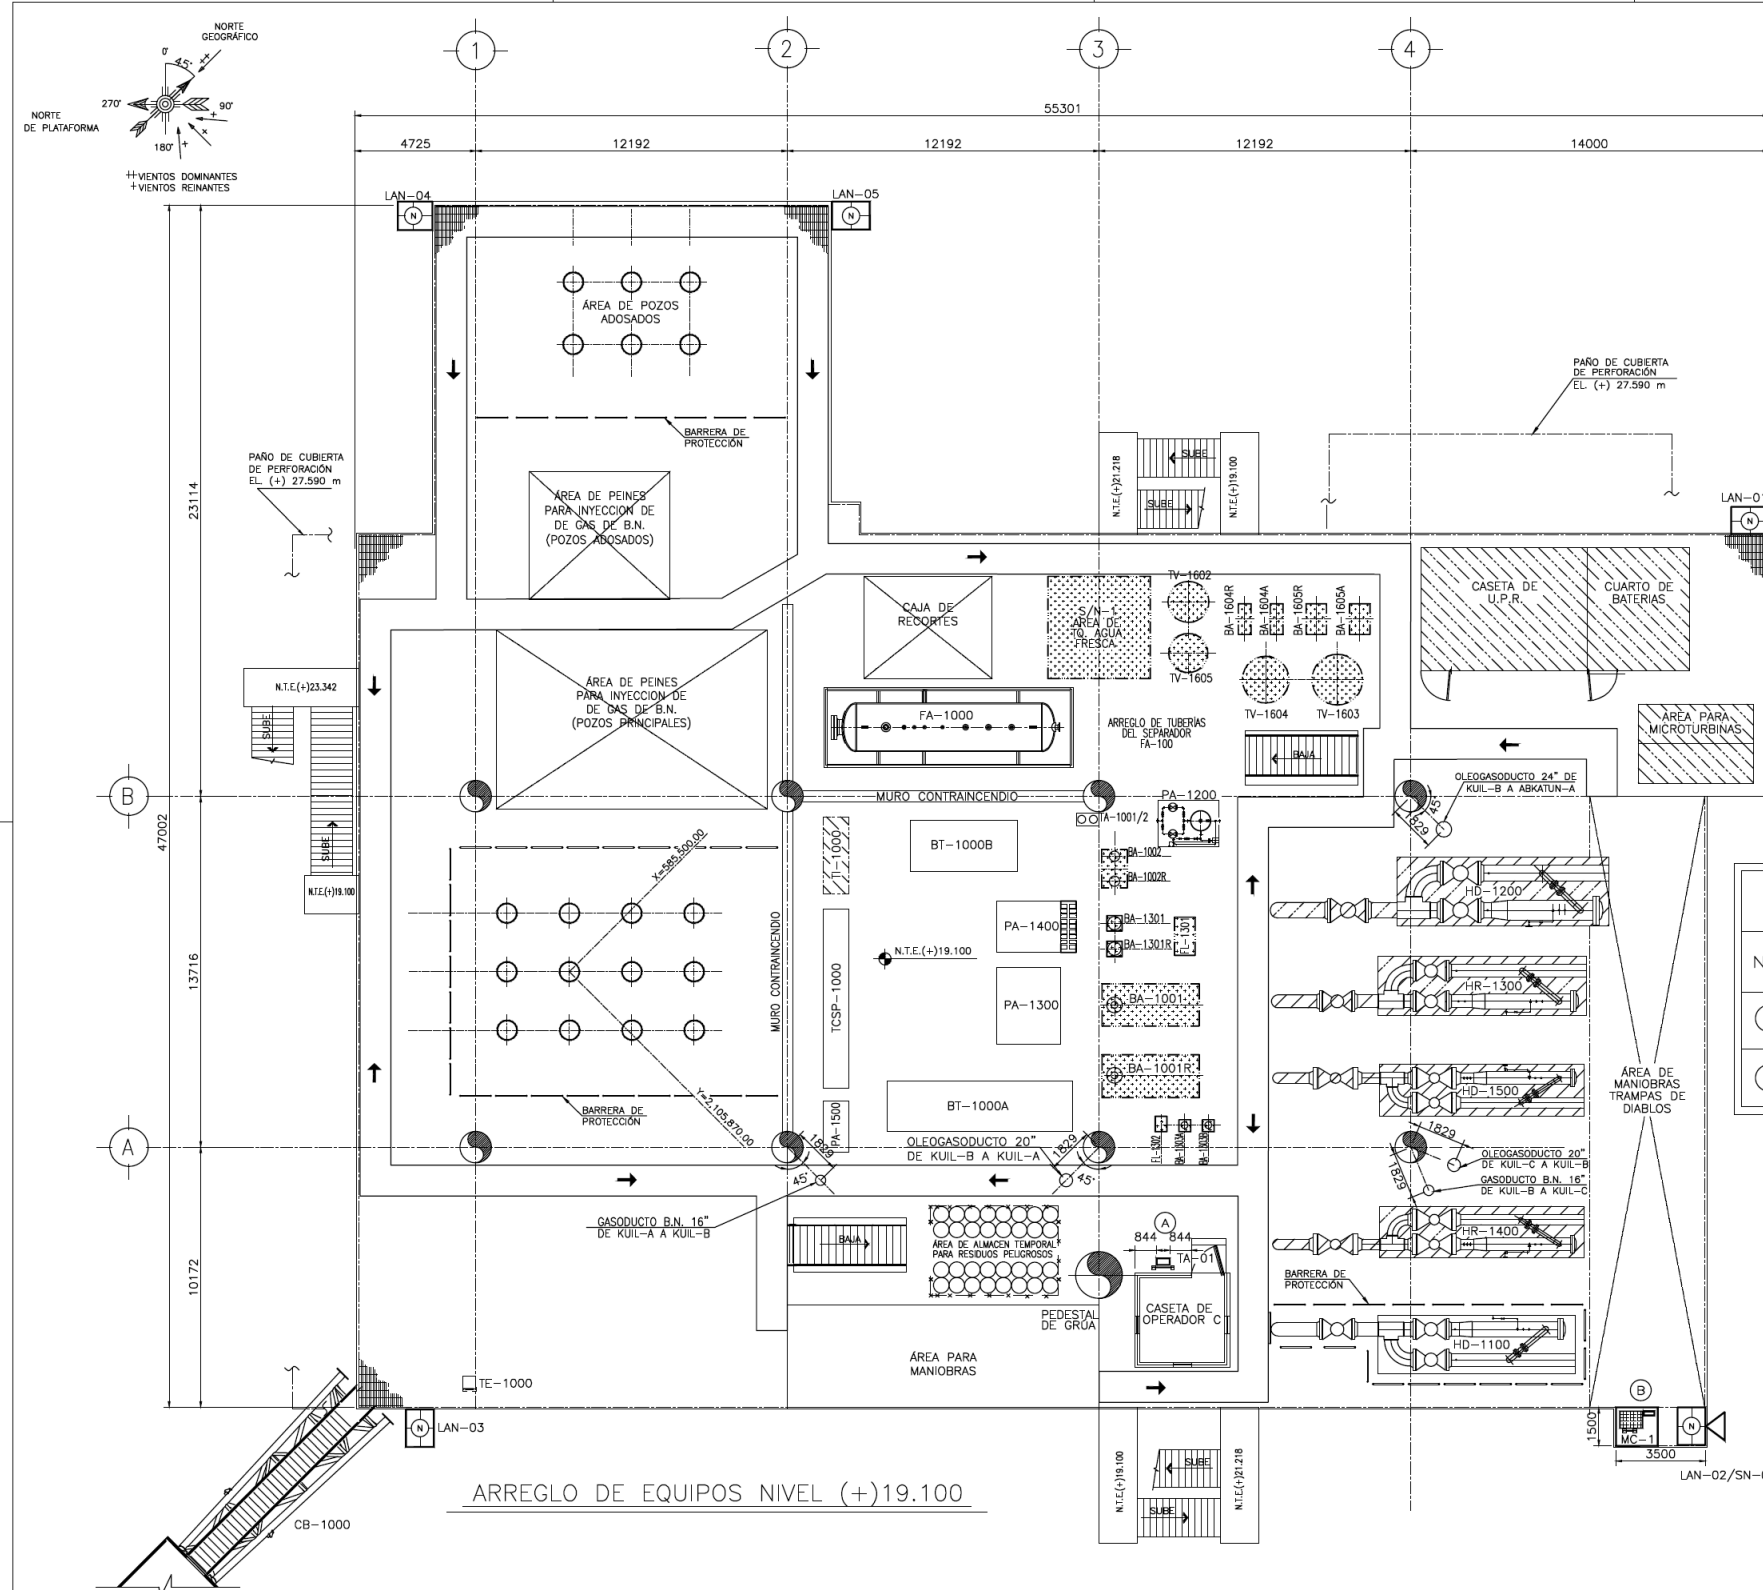 NORTE
GEOGRÁFICO
0°
45°
270°
90°
NORTE
DE PLATAFORMA
180°
VIENTOS DOMINANTES
VIENTOS REINANTES
1
2
3
4
55301
4725
12192
12192
12192
14000
LAN-04
N
LAN-05
N
ÁREA DE POZOS
ADOSADOS
BARRERA DE
PROTECCIÓN
PAÑO DE CUBIERTA
DE PERFORACIÓN
EL. (+) 27.590 m
PAÑO DE CUBIERTA
DE PERFORACIÓN
EL. (+) 27.590 m
23114
47002
13716
10172
ÁREA DE PEINES
PARA INYECCION DE
DE GAS DE B.N.
(POZOS ADOSADOS)
N.T.E.(+)21.218
SUBE
SUBE
N.T.E.(+)19.100
N
CAJA DE
RECORTES
S/N-1
ÁREA DE
TQ. AGUA
FRESCA
TV-1602
TV-1605
BA-1604R
BA-1604A
BA-1605R
BA-1605A
TV-1604
TV-1603
CASETA DE
U.P.R.
CUARTO DE
BATERIAS
N.T.E.(+)23.342
SUBE
SUBE
N.T.E.(+)19.100
ÁREA DE PEINES
PARA INYECCION DE
DE GAS DE B.N.
(POZOS PRINCIPALES)
FA-1000
ARREGLO DE TUBERÍAS
DEL SEPARADOR
FA-100
BAJA
AREA PARA
MICROTURBINAS
B
MURO CONTRAINCENDIO
PA-1200
TA-1001/2
OLEOGASODUCTO 24" DE
KUIL-B A ABKATUN-A
45°
1829
TI-1000
BT-1000B
BA-1002
BA-1002R
X=585,500.00
MURO CONTRAINCENDIO
PA-1400
BA-1301
BA-1301R
FL-1301
N.T.E.(+)19.100
TCSP-1000
PA-1300
BA-1001
BA-1001R
HD-1200
HR-1300
HD-1500
ÁREA DE
MANIOBRAS
TRAMPAS DE
DIABLOS
Y=2,105,870.00
BARRERA DE
PROTECCIÓN
PA-1500
BT-1000A
FL-1302
BA-1303A
BA-1303R
A
OLEOGASODUCTO 20"
DE KUIL-B A KUIL-A
1829
45°
1829
45°
1829
1829
OLEOGASODUCTO 20"
DE KUIL-C A KUIL-B
GASODUCTO B.N. 16"
DE KUIL-B A KUIL-C
GASODUCTO B.N. 16"
DE KUIL-A A KUIL-B
BAJA
ÁREA DE ALMACEN TEMPORAL
PARA RESIDUOS PELIGROSOS
A
844
844
TA-01
HR-1400
BARRERA DE
PROTECCIÓN
PEDESTAL
DE GRÚA
CASETA DE
OPERADOR C
HD-1100
ÁREA PARA
MANIOBRAS
TE-1000
N
LAN-03
B
1500
MC-1
N
3500
N.T.E.(+)19.100
SUBE
SUBE
N.T.E.(+)21.218
ARREGLO DE EQUIPOS NIVEL (+)19.100
CB-1000